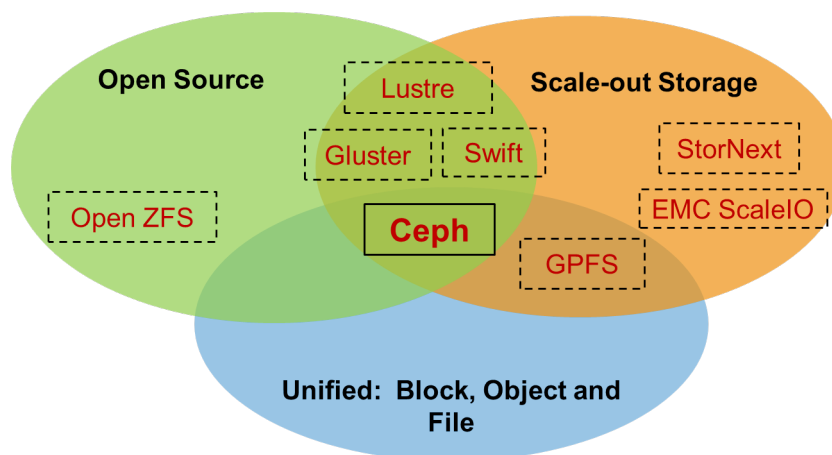 Open Source
Lustre
Scale-out Storage
Gluster
Swift
StorNext
Open ZFS
EMC ScaleIO
Ceph
GPFS
Unified:  Block, Object and
File